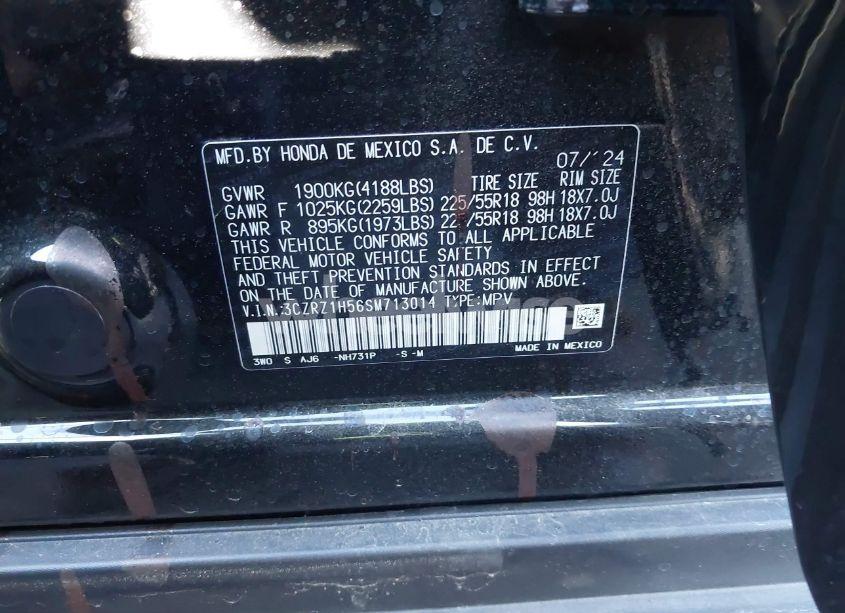 MFD.BY HONDA DE MEXICO S.A. DE C.V. 07/'24
GVWR 1900KG(4188LBS) TIRE SIZE RIM SIZE
GAWR F 1025KG(2259LBS) 225/55R18 98H 18X7.0J
GAWR R 895KG(1973LBS) 225/55R18 98H 18X7.0J
THIS VEHICLE CONFORMS TO ALL APPLICABLE
FEDERAL MOTOR VEHICLE SAFETY
AND THEFT PREVENTION STANDARDS IN EFFECT
ON THE DATE OF MANUFACTURE SHOWN ABOVE.
V.I.N.:3CZRZ1H56SM713014 TYPE:MPV
3W0 S AJ6 -NH731P -S-M MADE IN MEXICO